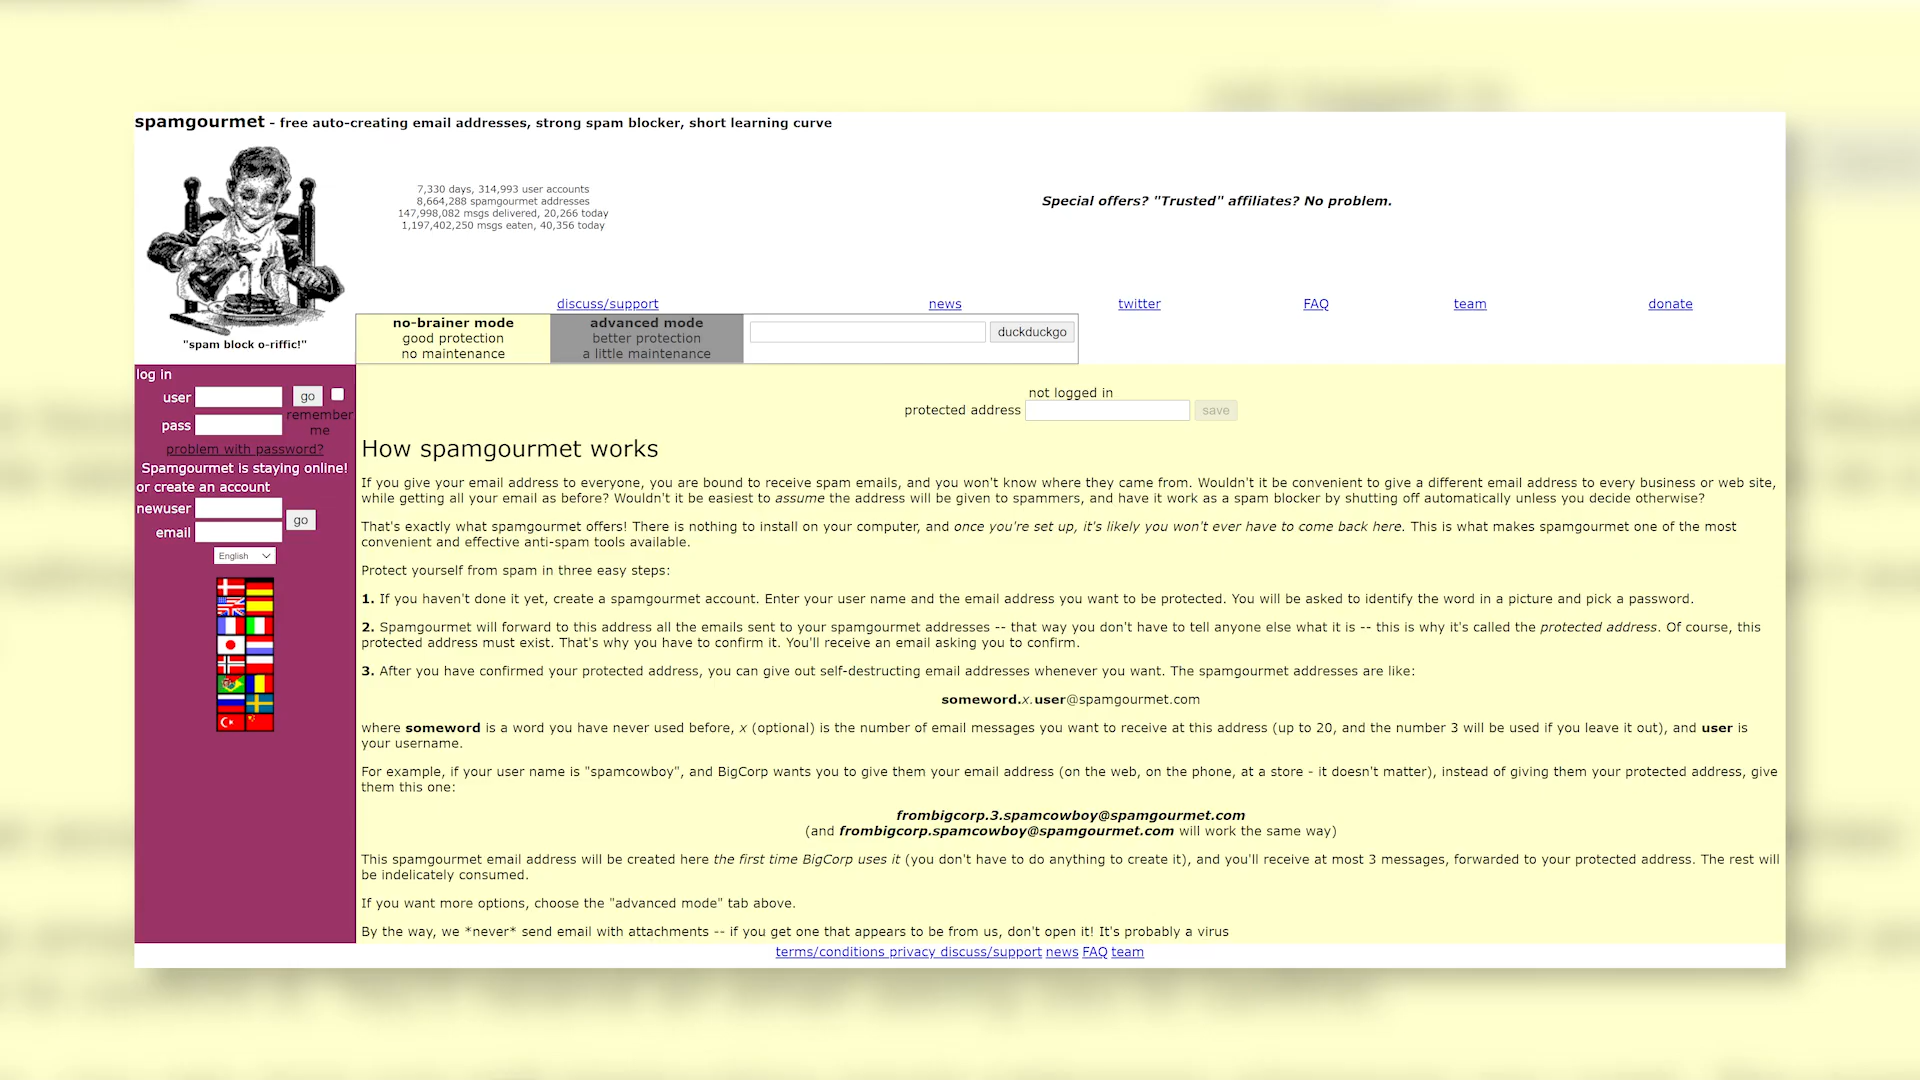 spamgourmet - free auto-creating email addresses, strong spam blocker, short learning curve
7,330 days, 314,993 user accounts
8,664,288 spamgourmet addresses
147,998,082 msgs delivered, 20,266 today
1,197,402,250 msgs eaten, 40,356 today
Special offers? "Trusted" affiliates? No problem.
"spam block o-riffic!"
discuss/support news twitter FAQ team donate
no-brainer mode
good protection
no maintenance
advanced mode
better protection
a little maintenance
duckduckgo
log in
user go
pass remember
me
problem with password?
Spamgourmet is staying online!
or create an account
newuser
go
email
English
not logged in
protected address save
How spamgourmet works
If you give your email address to everyone, you are bound to receive spam emails, and you won't know where they came from. Wouldn't it be convenient to give a different email address to every business or web site,
while getting all your email as before? Wouldn't it be easiest to assume the address will be given to spammers, and have it work as a spam blocker by shutting off automatically unless you decide otherwise?
That's exactly what spamgourmet offers! There is nothing to install on your computer, and once you're set up, it's likely you won't ever have to come back here. This is what makes spamgourmet one of the most
convenient and effective anti-spam tools available.
Protect yourself from spam in three easy steps:
1. If you haven't done it yet, create a spamgourmet account. Enter your user name and the email address you want to be protected. You will be asked to identify the word in a picture and pick a password.
2. Spamgourmet will forward to this address all the emails sent to your spamgourmet addresses -- that way you don't have to tell anyone else what it is -- this is why it's called the protected address. Of course, this
protected address must exist. That's why you have to confirm it. You'll receive an email asking you to confirm.
3. After you have confirmed your protected address, you can give out self-destructing email addresses whenever you want. The spamgourmet addresses are like:
someword.x.user@spamgourmet.com
where someword is a word you have never used before, x (optional) is the number of email messages you want to receive at this address (up to 20, and the number 3 will be used if you leave it out), and user is
your username.
For example, if your user name is "spamcowboy", and BigCorp wants you to give them your email address (on the web, on the phone, at a store - it doesn't matter), instead of giving them your protected address, give
them this one:
frombigcorp.3.spamcowboy@spamgourmet.com
(and frombigcorp.spamcowboy@spamgourmet.com will work the same way)
This spamgourmet email address will be created here the first time BigCorp uses it (you don't have to do anything to create it), and you'll receive at most 3 messages, forwarded to your protected address. The rest will
be indelicately consumed.
If you want more options, choose the "advanced mode" tab above.
By the way, we *never* send email with attachments -- if you get one that appears to be from us, don't open it! It's probably a virus
terms/conditions privacy discuss/support news FAQ team